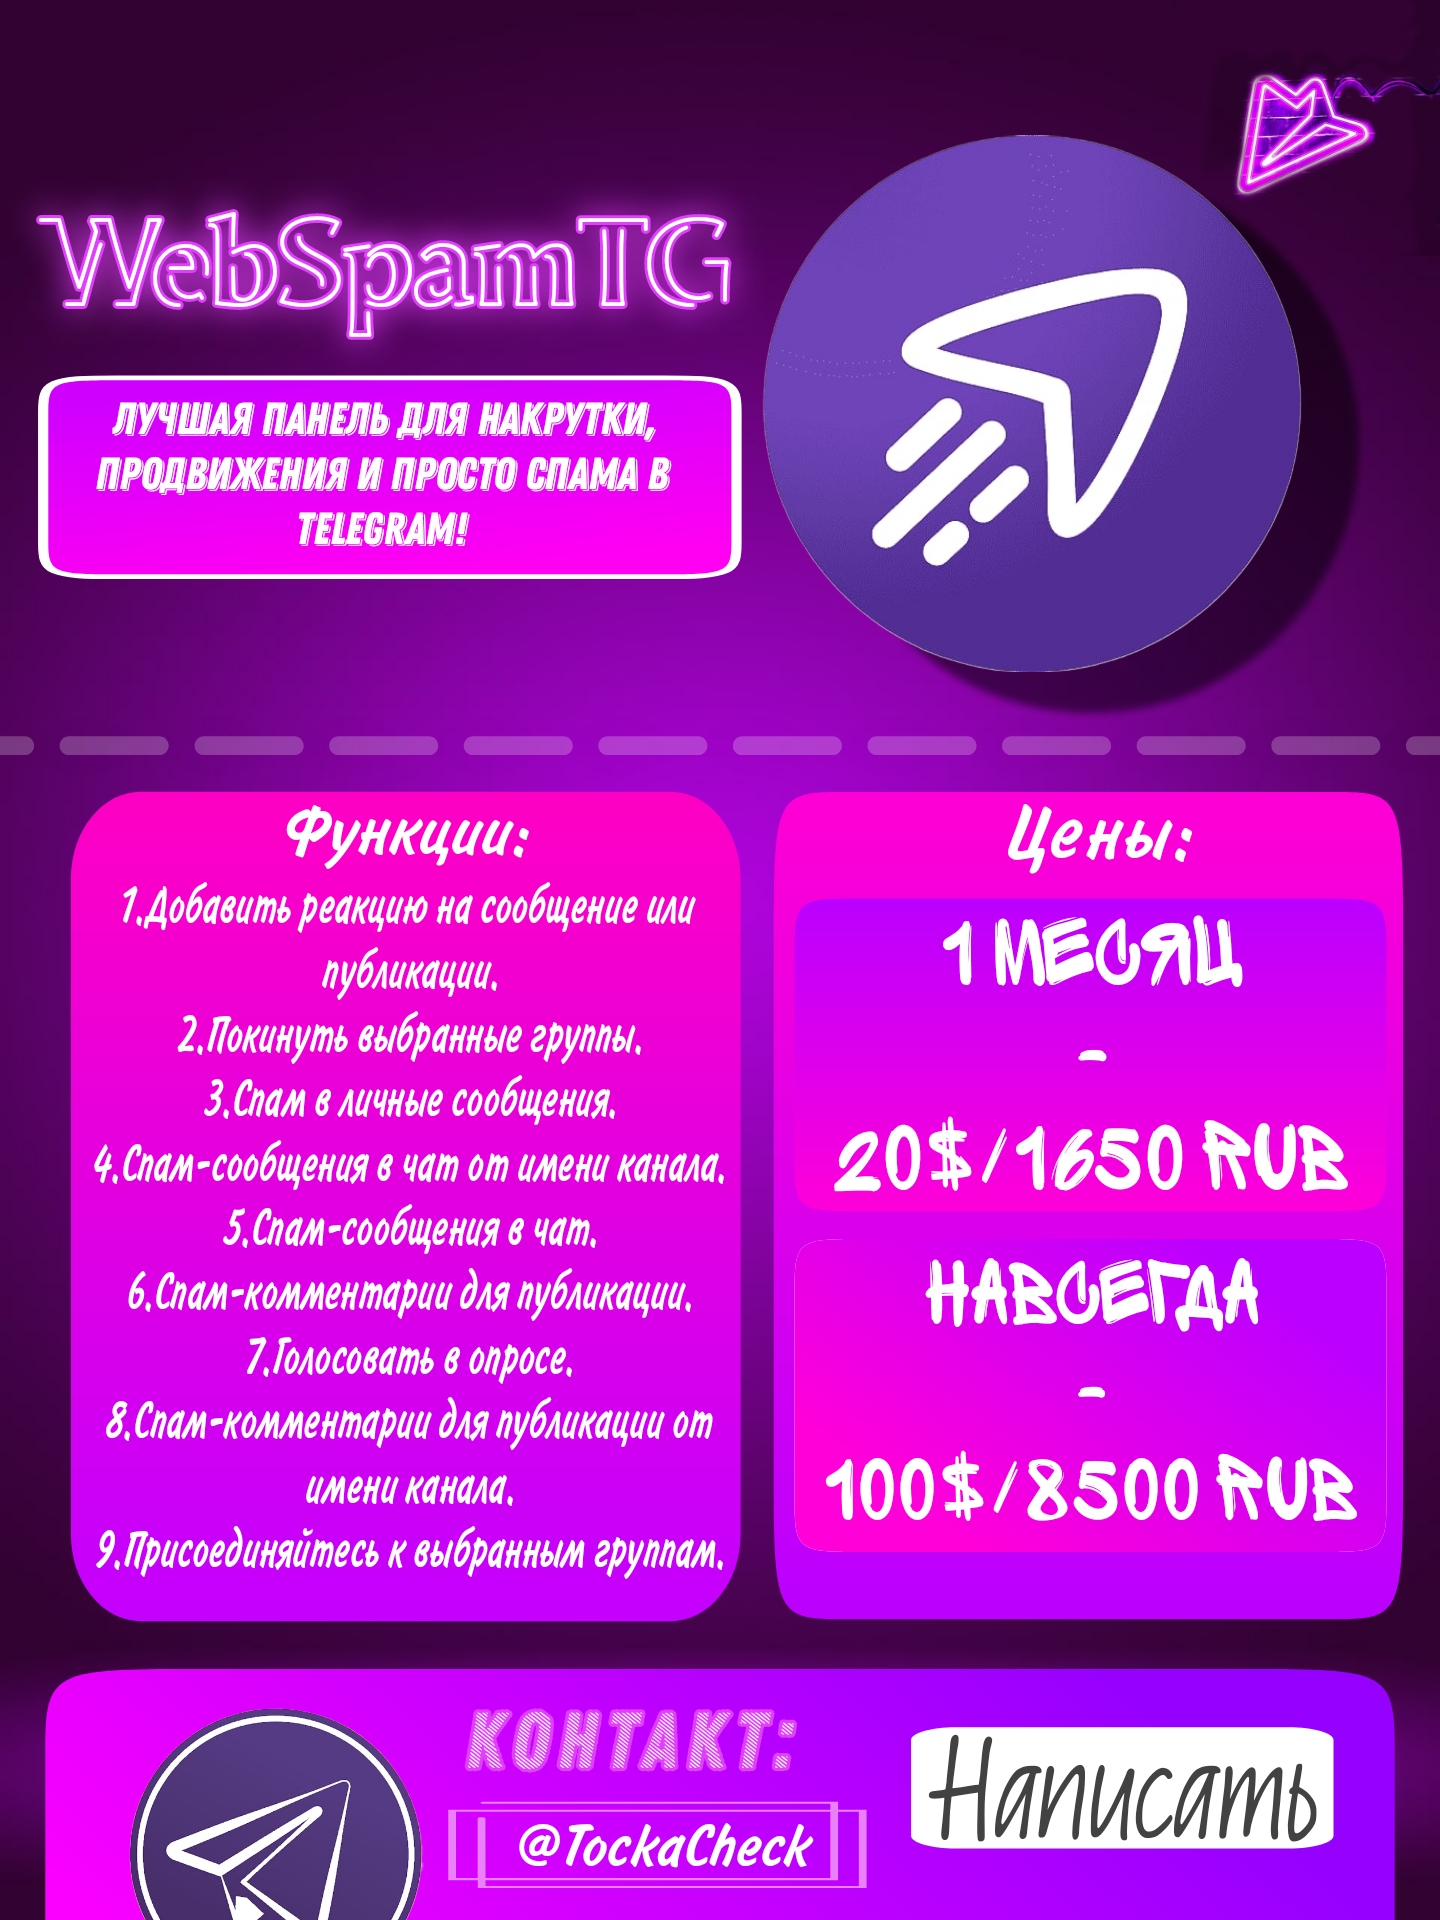 WebSpamTG
ЛУЧШАЯ ПАНЕЛЬ ДЛЯ НАКРУТКИ,
ПРОДВИЖЕНИЯ И ПРОСТО СПАМА В
TELEGRAM!
Функции:
1.Добавить реакцию на сообщение или
публикации.
2.Покинуть выбранные группы.
3.Спам в личные сообщения.
4.Спам-сообщения в чат от имени канала.
5.Спам-сообщения в чат.
6.Спам-комментарии для публикации.
7.Голосовать в опросе.
8.Спам-комментарии для публикации от
имени канала.
9.Присоединяйтесь к выбранным группам.
Цены:
1 МЕСЯЦ
-
20$/1650 RUB
НАВСЕГДА
-
100$/8500 RUB
КОНТАКТ:
@TockaCheck
Написать